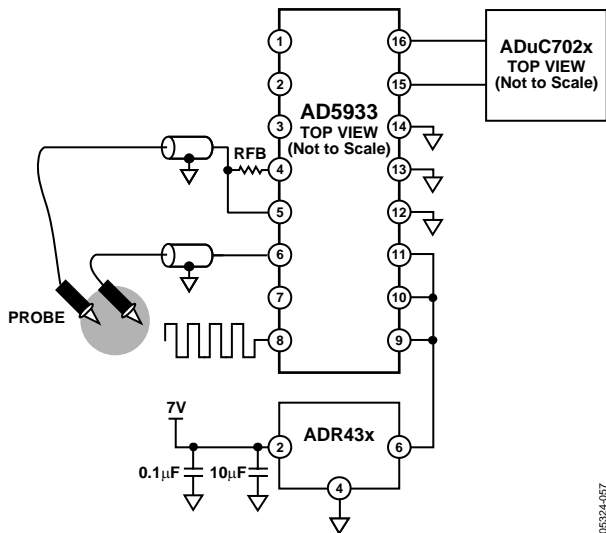 1
2
3
4
5
6
7
8
16
15
14
13
12
11
10
9
AD5933
TOP VIEW
(Not to Scale)
ADuC702x
TOP VIEW
(Not to Scale)
RFB
PROBE
7V
0.1µF
10µF
2
ADR43x
6
4
05324-057